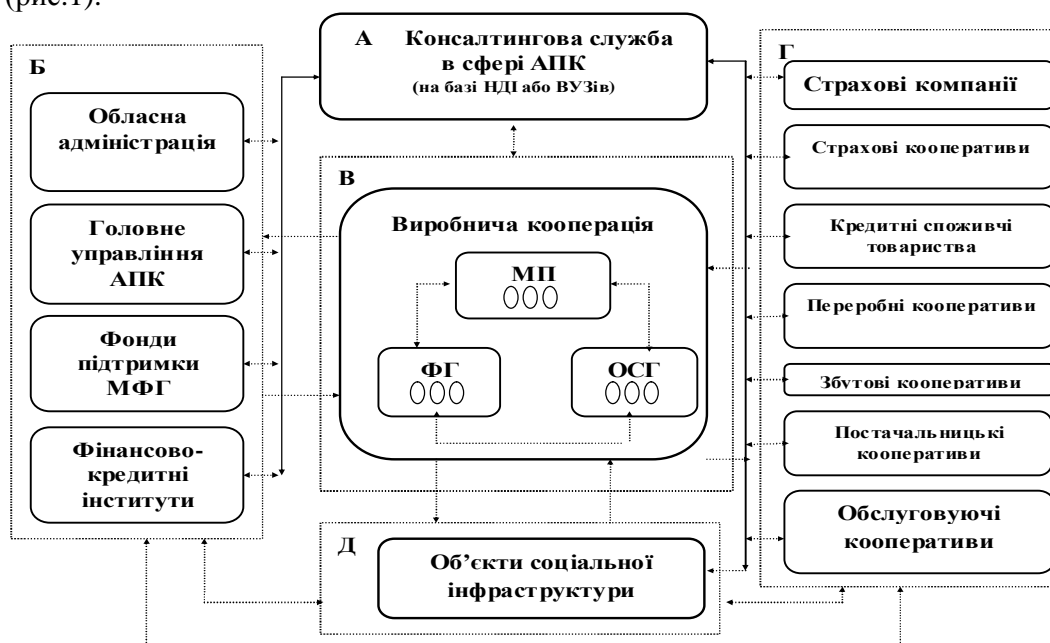 (рис.1).
А Консалтингова служба
в сфері АПК
(на базі НДІ або ВУЗів)
Б
Обласна
адміністрація
Головне
управління
АПК
Фонди
підтримки
МФГ
Фінансово-
кредитні
інститути
В
Виробнича кооперація
МП
ФГ
ОСГ
Г
Страхові компанії
Страхові кооперативи
Кредитні споживчі
товариства
Переробні кооперативи
Збутові кооперативи
Постачальницькі
кооперативи
Обслуговуючі
кооперативи
Д
Об’єкти соціальної
інфраструктури